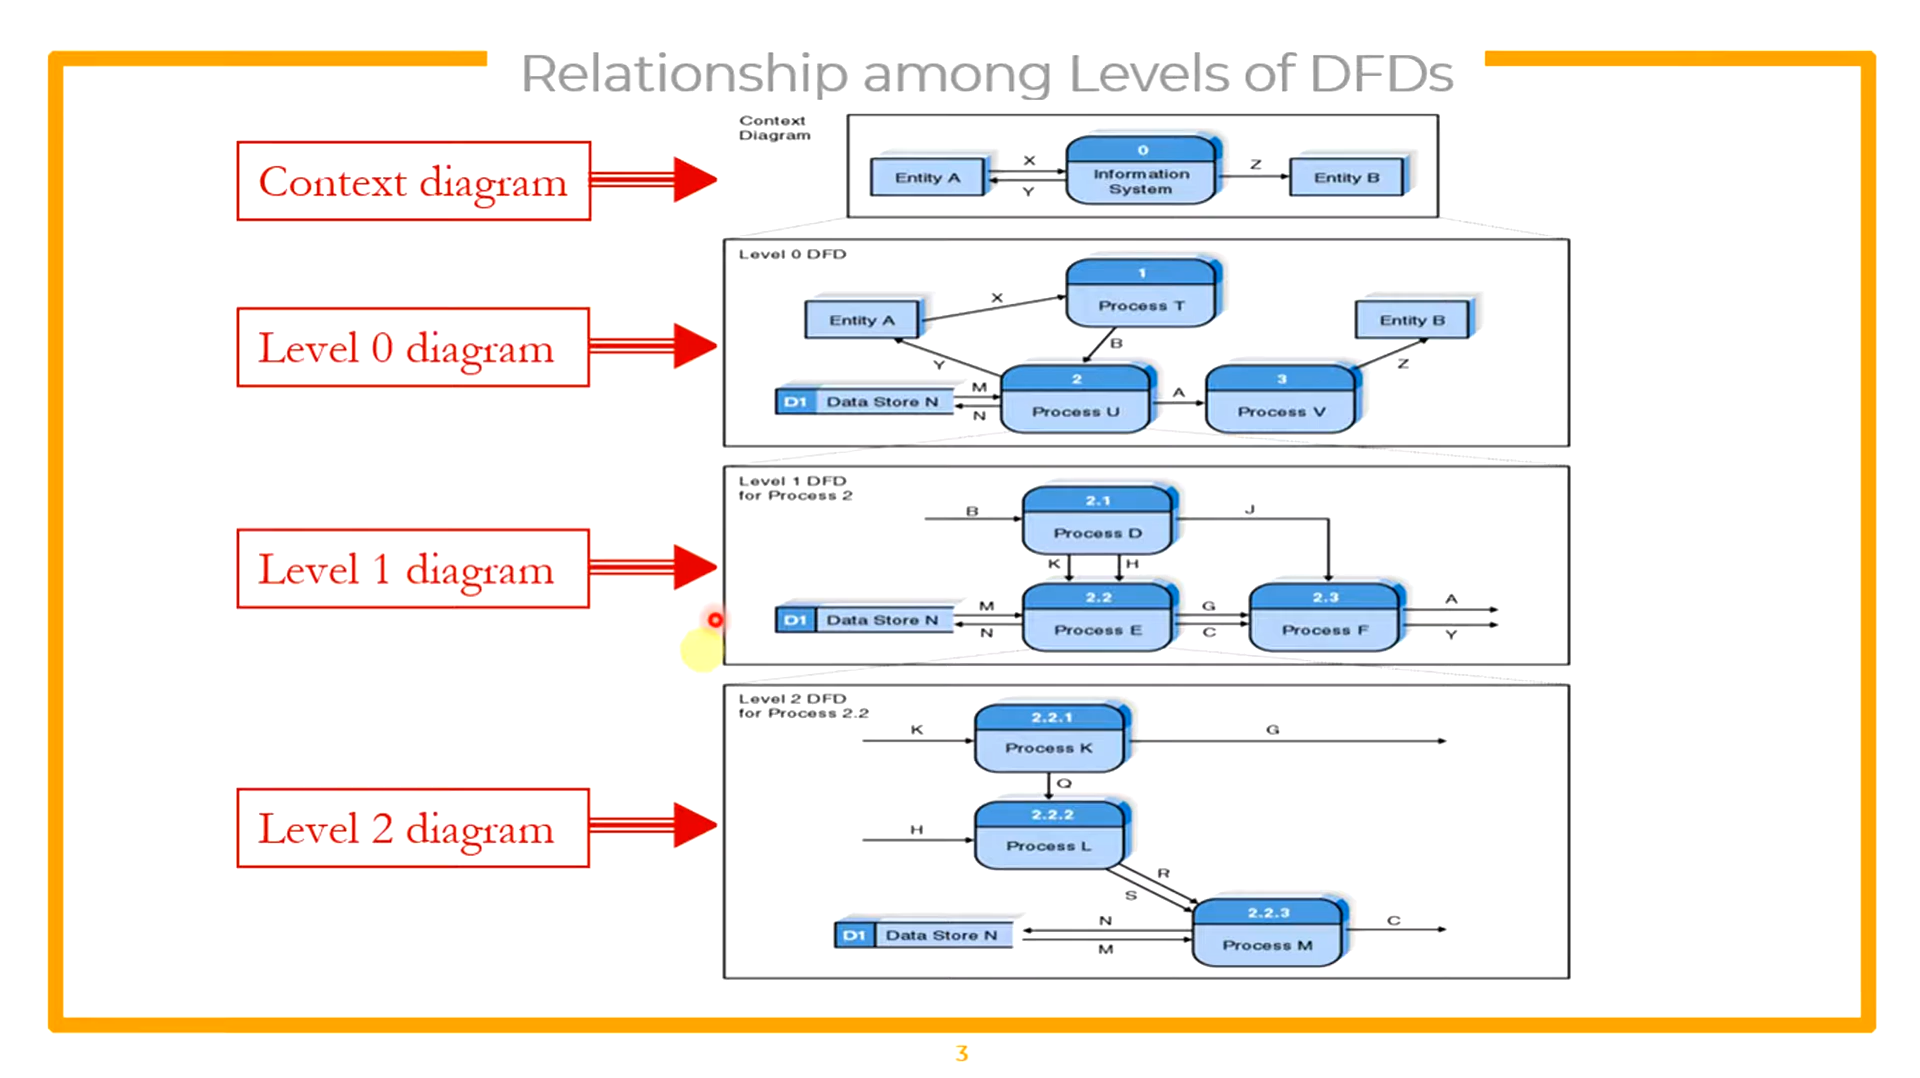 Relationship among Levels of DFDs
Context diagram
Context
Diagram
Entity A
X
Y
0
Information
System
Z
Entity B
Level 0 diagram
Level 0 DFD
1
Process T
Entity A
X
Entity B
B
Y
Z
D1 Data Store N
M
N
2
Process U
A
3
Process V
Level 1 diagram
Level 1 DFD
for Process 2
B
2.1
Process D
J
K
H
D1 Data Store N
M
N
2.2
Process E
G
C
2.3
Process F
A
Y
Level 2 diagram
Level 2 DFD
for Process 2.2
K
2.2.1
Process K
G
Q
H
2.2.2
Process L
R
S
D1 Data Store N
N
M
2.2.3
Process M
C
3